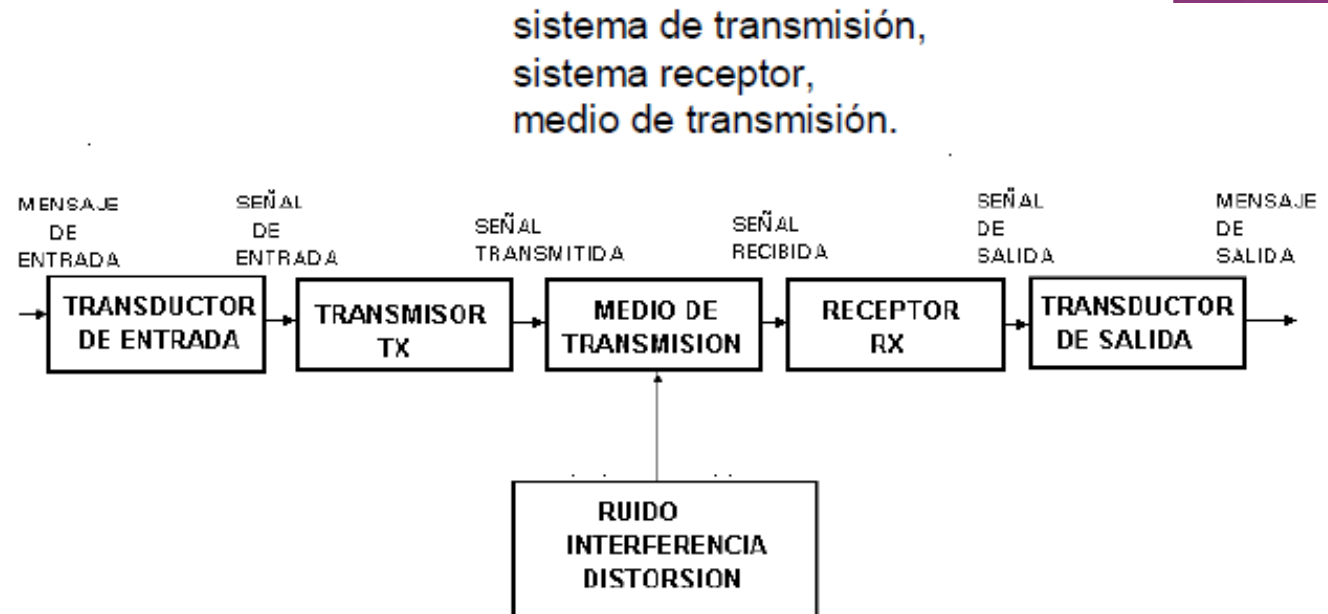 sistema de transmisión,
sistema receptor,
medio de transmisión.
MENSAJE
DE
ENTRADA
SEÑAL
DE
ENTRADA
SEÑAL
TRANSMITIDA
SEÑAL
RECIBIDA
SEÑAL
DE
SALIDA
MENSAJE
DE
SALIDA
TRANSDUCTOR
DE ENTRADA
TRANSMISOR
TX
MEDIO DE
TRANSMISION
RECEPTOR
RX
TRANSDUCTOR
DE SALIDA
RUIDO
INTERFERENCIA
DISTORSION